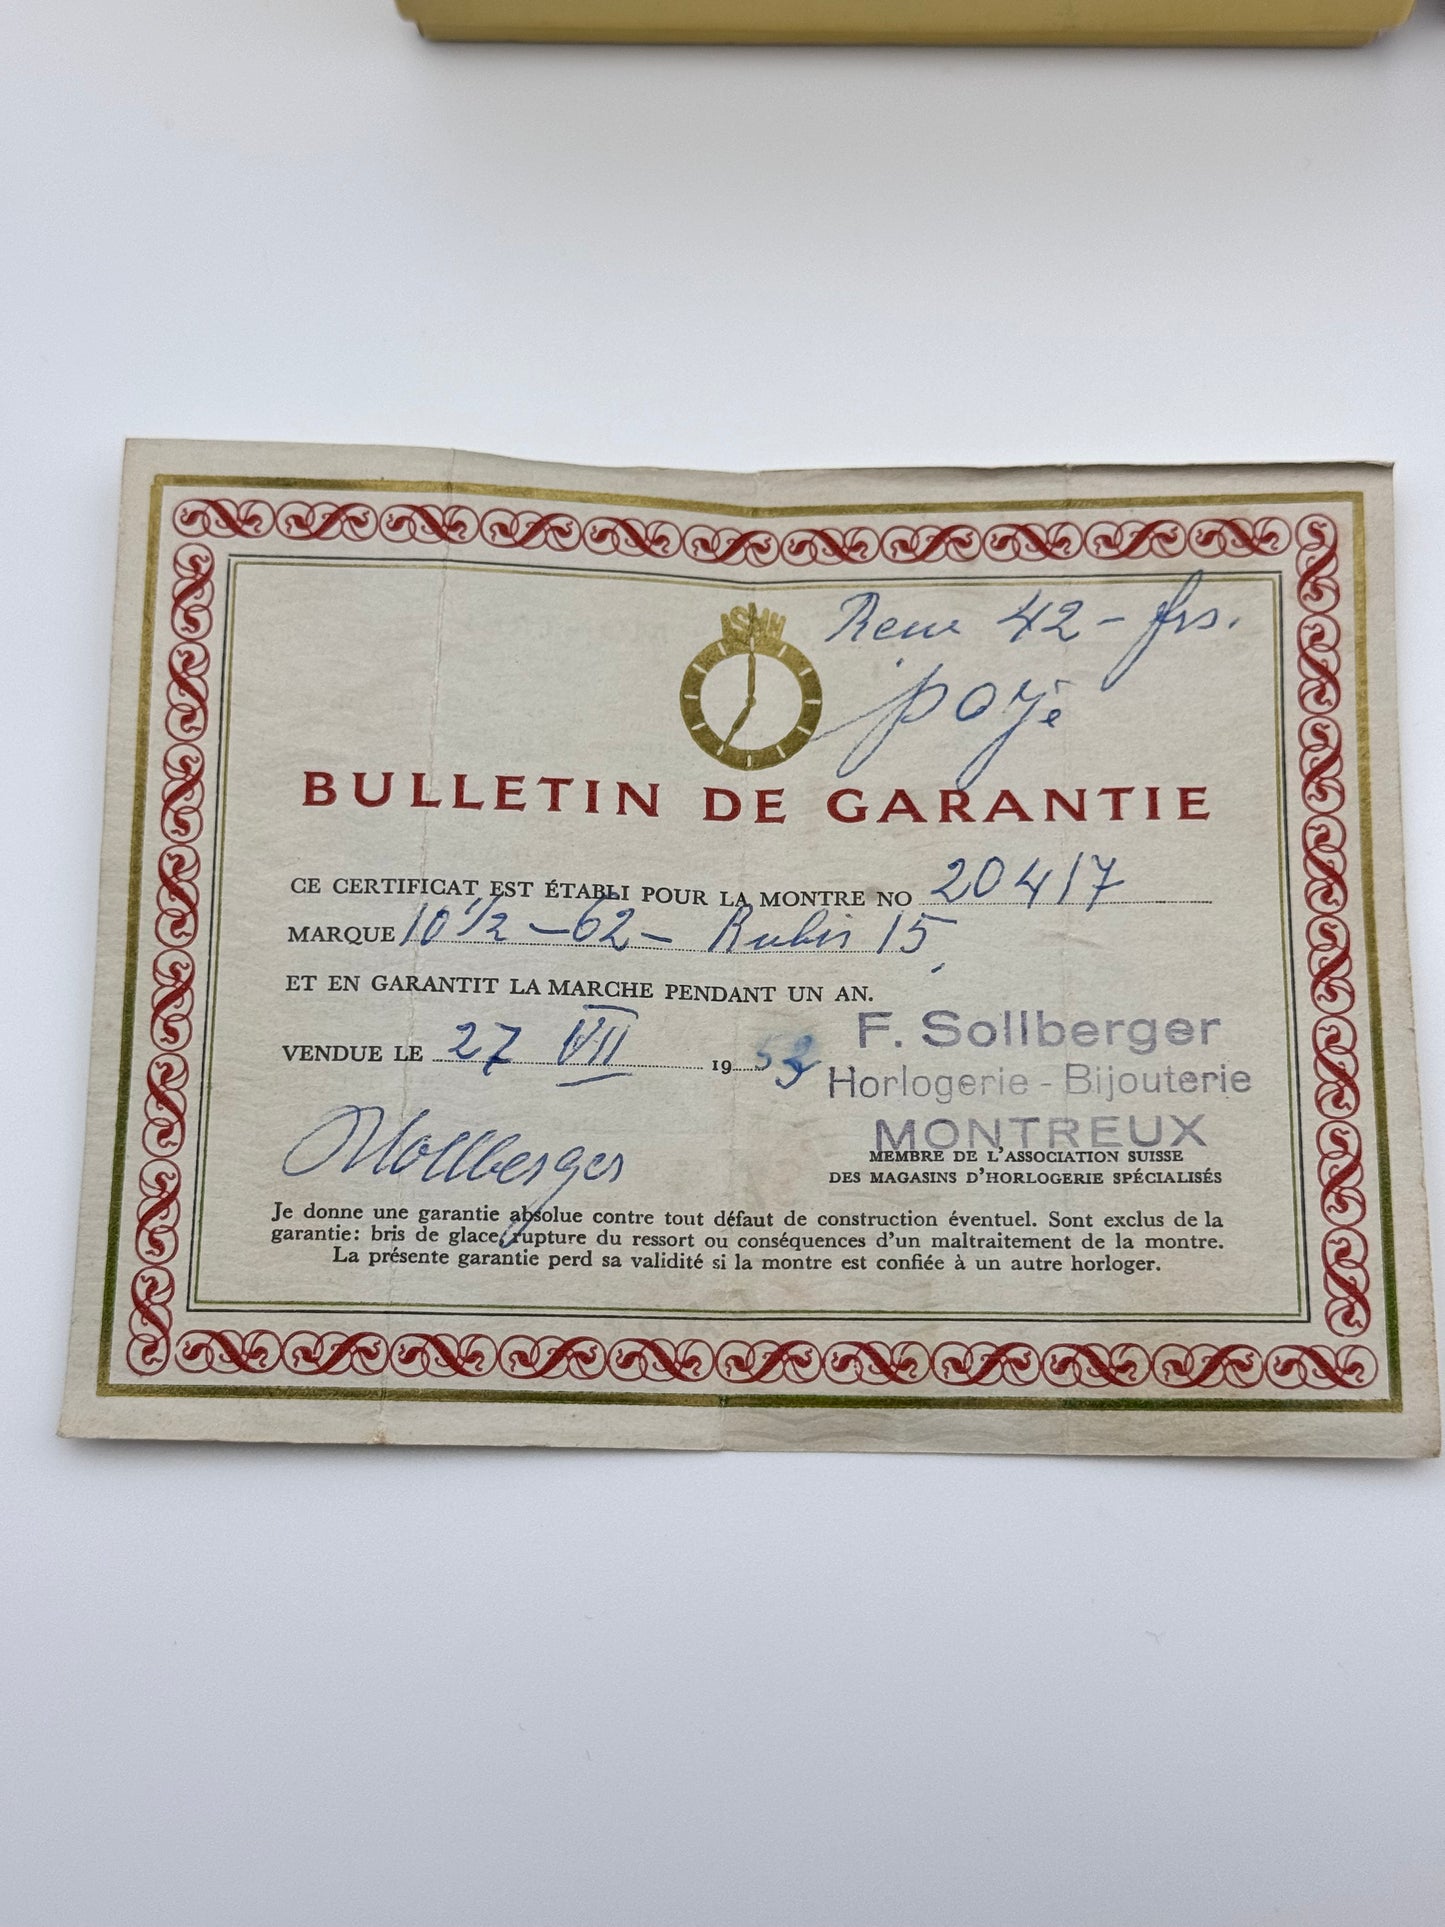 ASMH
42 - frs.
payé
BULLETIN DE GARANTIE
CE CERTIFICAT EST ÉTABLI POUR LA MONTRE NO 20417
MARQUE 10 1/2 - 62 - Rubis 15,
ET EN GARANTIT LA MARCHE PENDANT UN AN.
VENDUE LE 27 VII 19
F. Sollberger
Horlogerie - Bijouterie
MONTREUX
MEMBRE DE L'ASSOCIATION SUISSE
DES MAGASINS D'HORLOGERIE SPÉCIALISÉS
Sollberger
Je donne une garantie absolue contre tout défaut de construction éventuel. Sont exclus de la
garantie: bris de glace, rupture du ressort ou conséquences d'un maltraitement de la montre.
La présente garantie perd sa validité si la montre est confiée à un autre horloger.